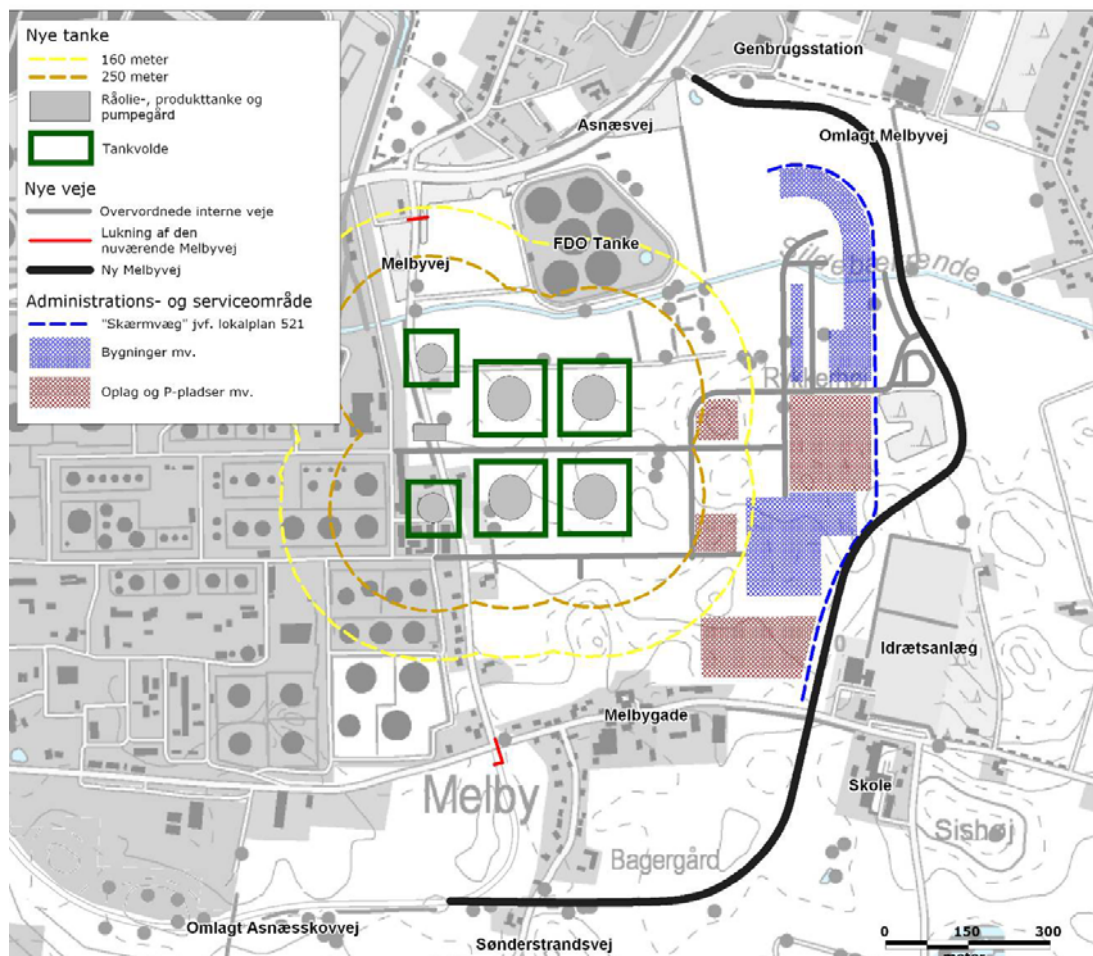 Nye tanke
160 meter
250 meter
Råolie-, produkttanke og
pumpegård
Tankvolde
Nye veje
Overvordnede interne veje
Lukning af den
nuværende Melbyvej
Ny Melbyvej
Administrations- og serviceområde
"Skærmvæg" jvf. lokalplan 521
Bygninger mv.
Oplag og P-pladser mv.
Genbrugsstation
Asnæsvej
Omlagt Melbyvej
FDO Tanke
Melbyvej
Idrætsanlæg
Melbygade
Melby
Skole
Sishøj
Bagergård
Omlagt Asnæsskovvej
Sønderstrandsvej
0 150 300
meter